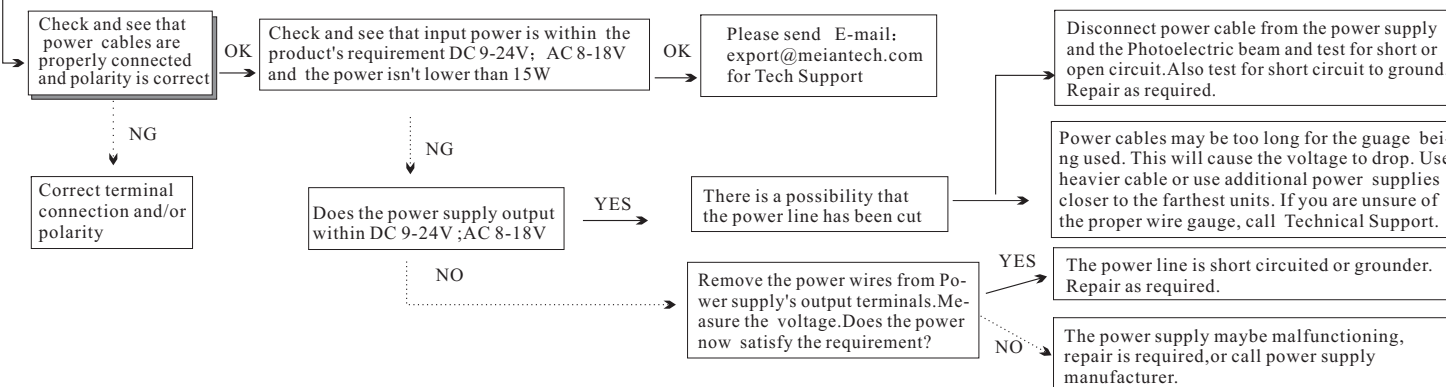 Check and see that
power cables are
properly connected
and polarity is correct
OK
Check and see that input power is within the
product's requirement DC 9-24V; AC 8-18V
and the power isn't lower than 15W
OK
Please send E-mail:
export@meiantech.com
for Tech Support
Disconnect power cable from the power supply
and the Photoelectric beam and test for short or
open circuit.Also test for short circuit to ground
Repair as required.
NG
Correct terminal
connection and/or
polarity
NG
Does the power supply output
within DC 9-24V ;AC 8-18V
YES
There is a possibility that
the power line has been cut
Power cables may be too long for the guage bei-
ng used. This will cause the voltage to drop. Use
heavier cable or use additional power supplies
closer to the farthest units. If you are unsure of
the proper wire gauge, call Technical Support.
NO
Remove the power wires from Po-
wer supply's output terminals.Me-
asure the voltage.Does the power
now satisfy the requirement?
YES
The power line is short circuited or grounder.
Repair as required.
NO
The power supply maybe malfunctioning,
repair is required,or call power supply
manufacturer.